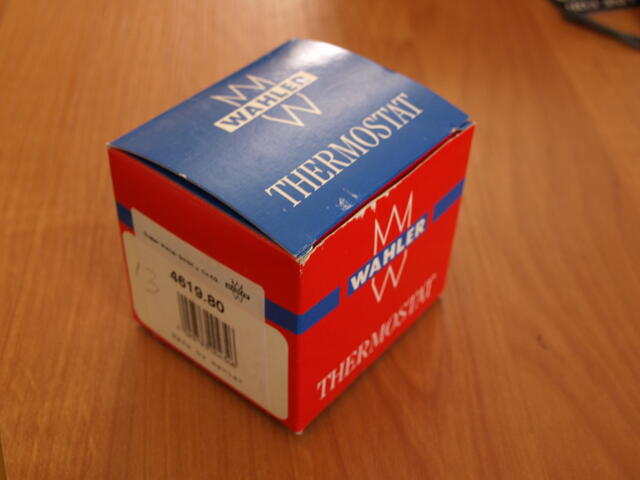 WAHLER
THERMOSTAT
WAHLER
THERMOSTAT
13
4619.80